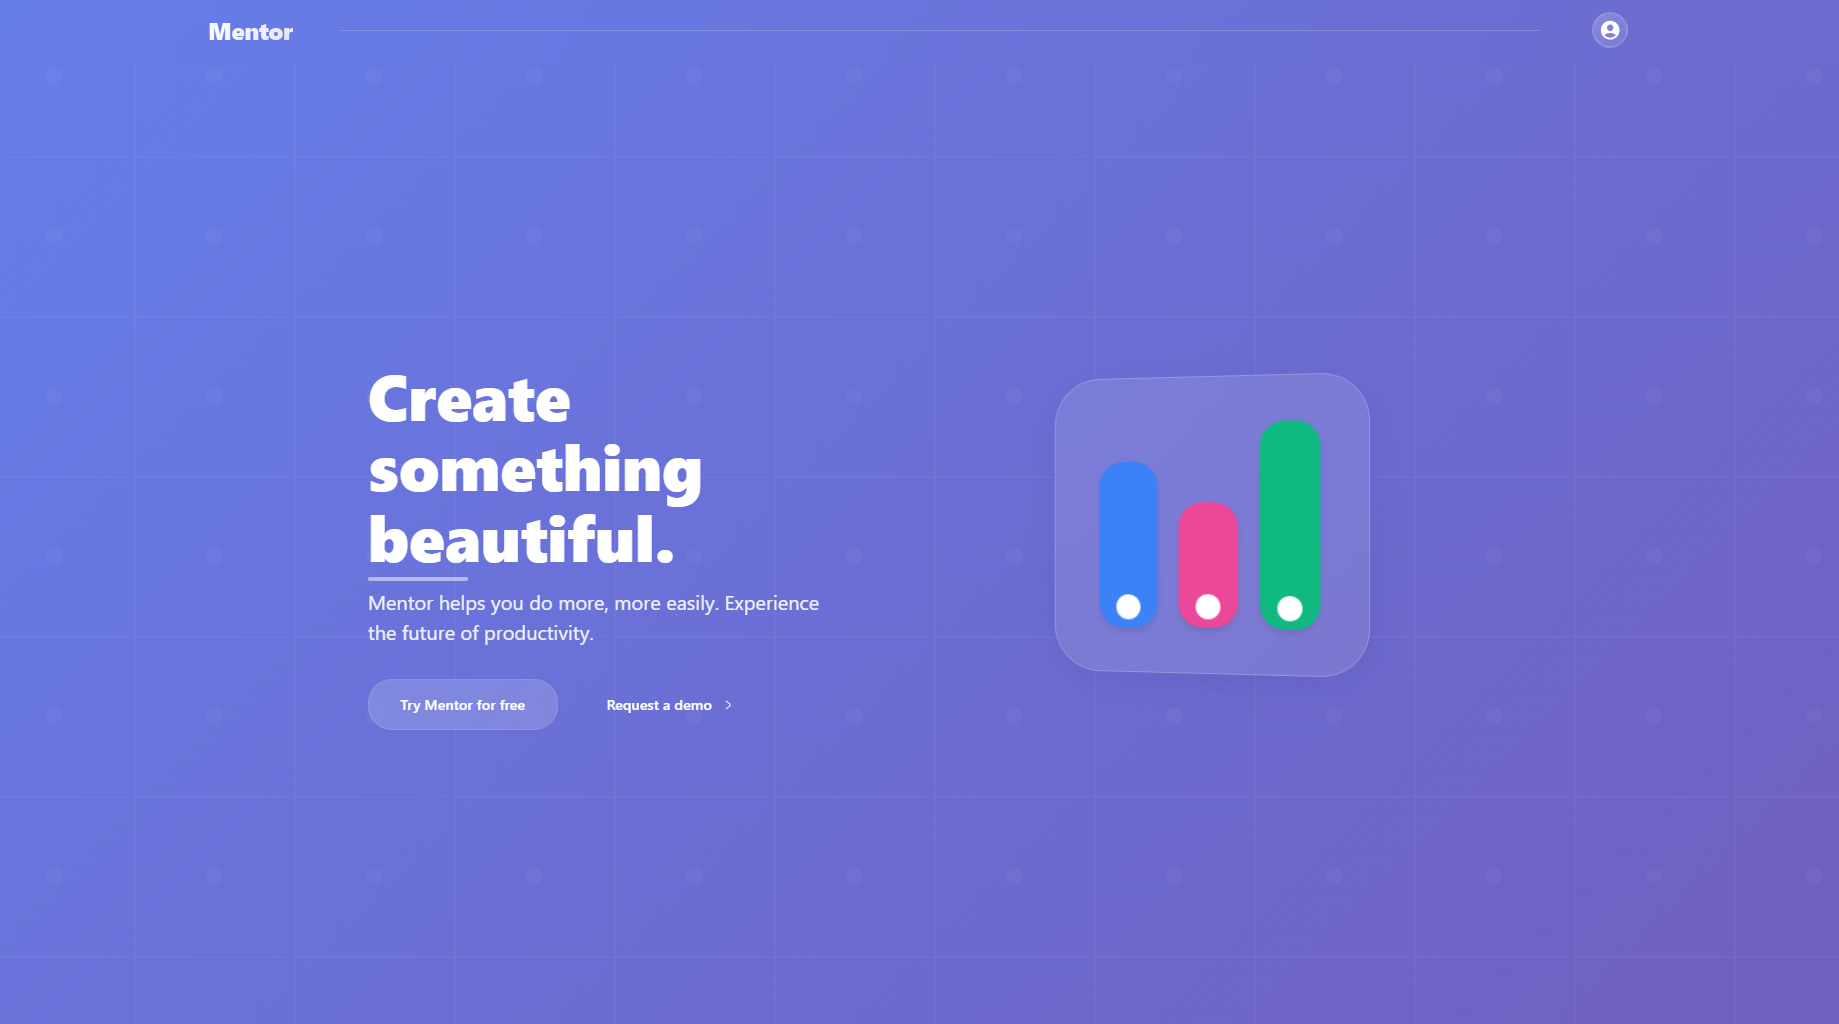 Mentor
Create
something
beautiful.
Mentor helps you do more, more easily. Experience
the future of productivity.
Try Mentor for free
Request a demo